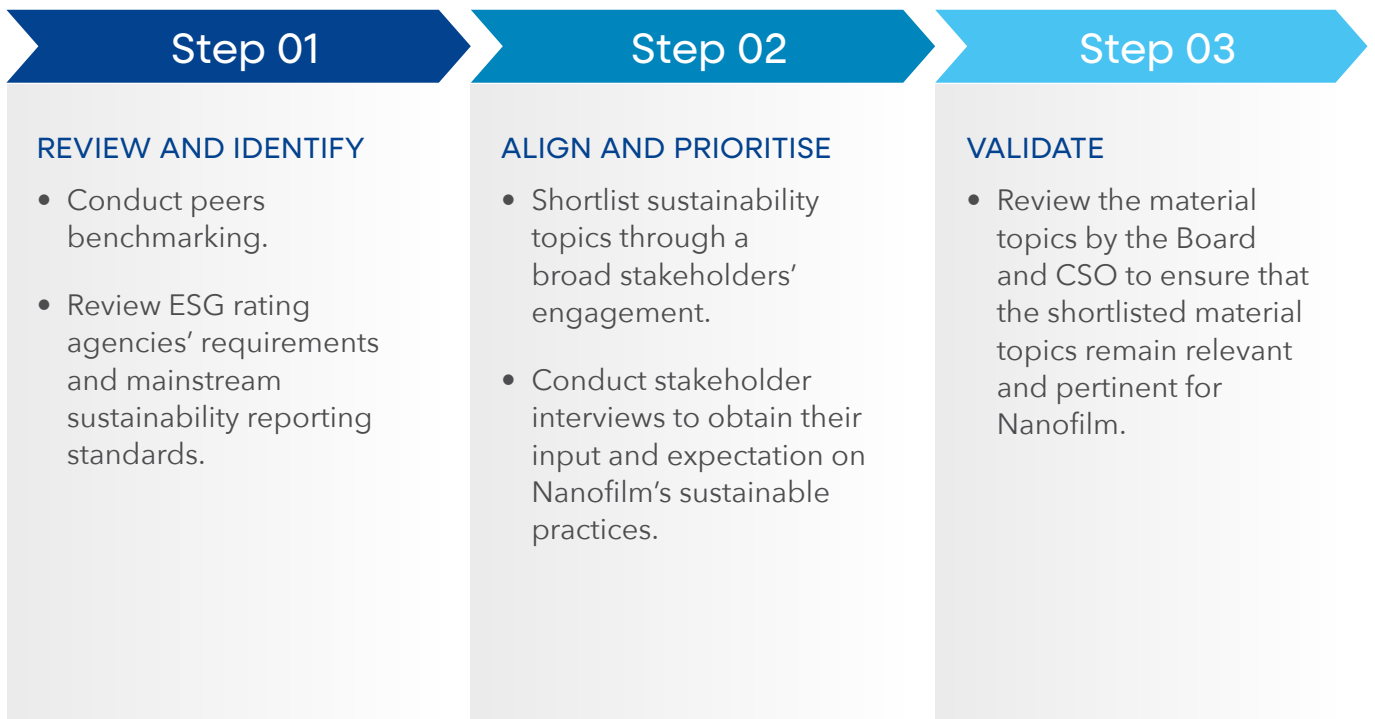 Step 01
REVIEW AND IDENTIFY
• Conduct peers
benchmarking.
• Review ESG rating
agencies’ requirements
and mainstream
sustainability reporting
standards.
Step 02
ALIGN AND PRIORITISE
• Shortlist sustainability
topics through a
broad stakeholders’
engagement.
• Conduct stakeholder
interviews to obtain their
input and expectation on
Nanofilm’s sustainable
practices.
Step 03
VALIDATE
• Review the material
topics by the Board
and CSO to ensure that
the shortlisted material
topics remain relevant
and pertinent for
Nanofilm.